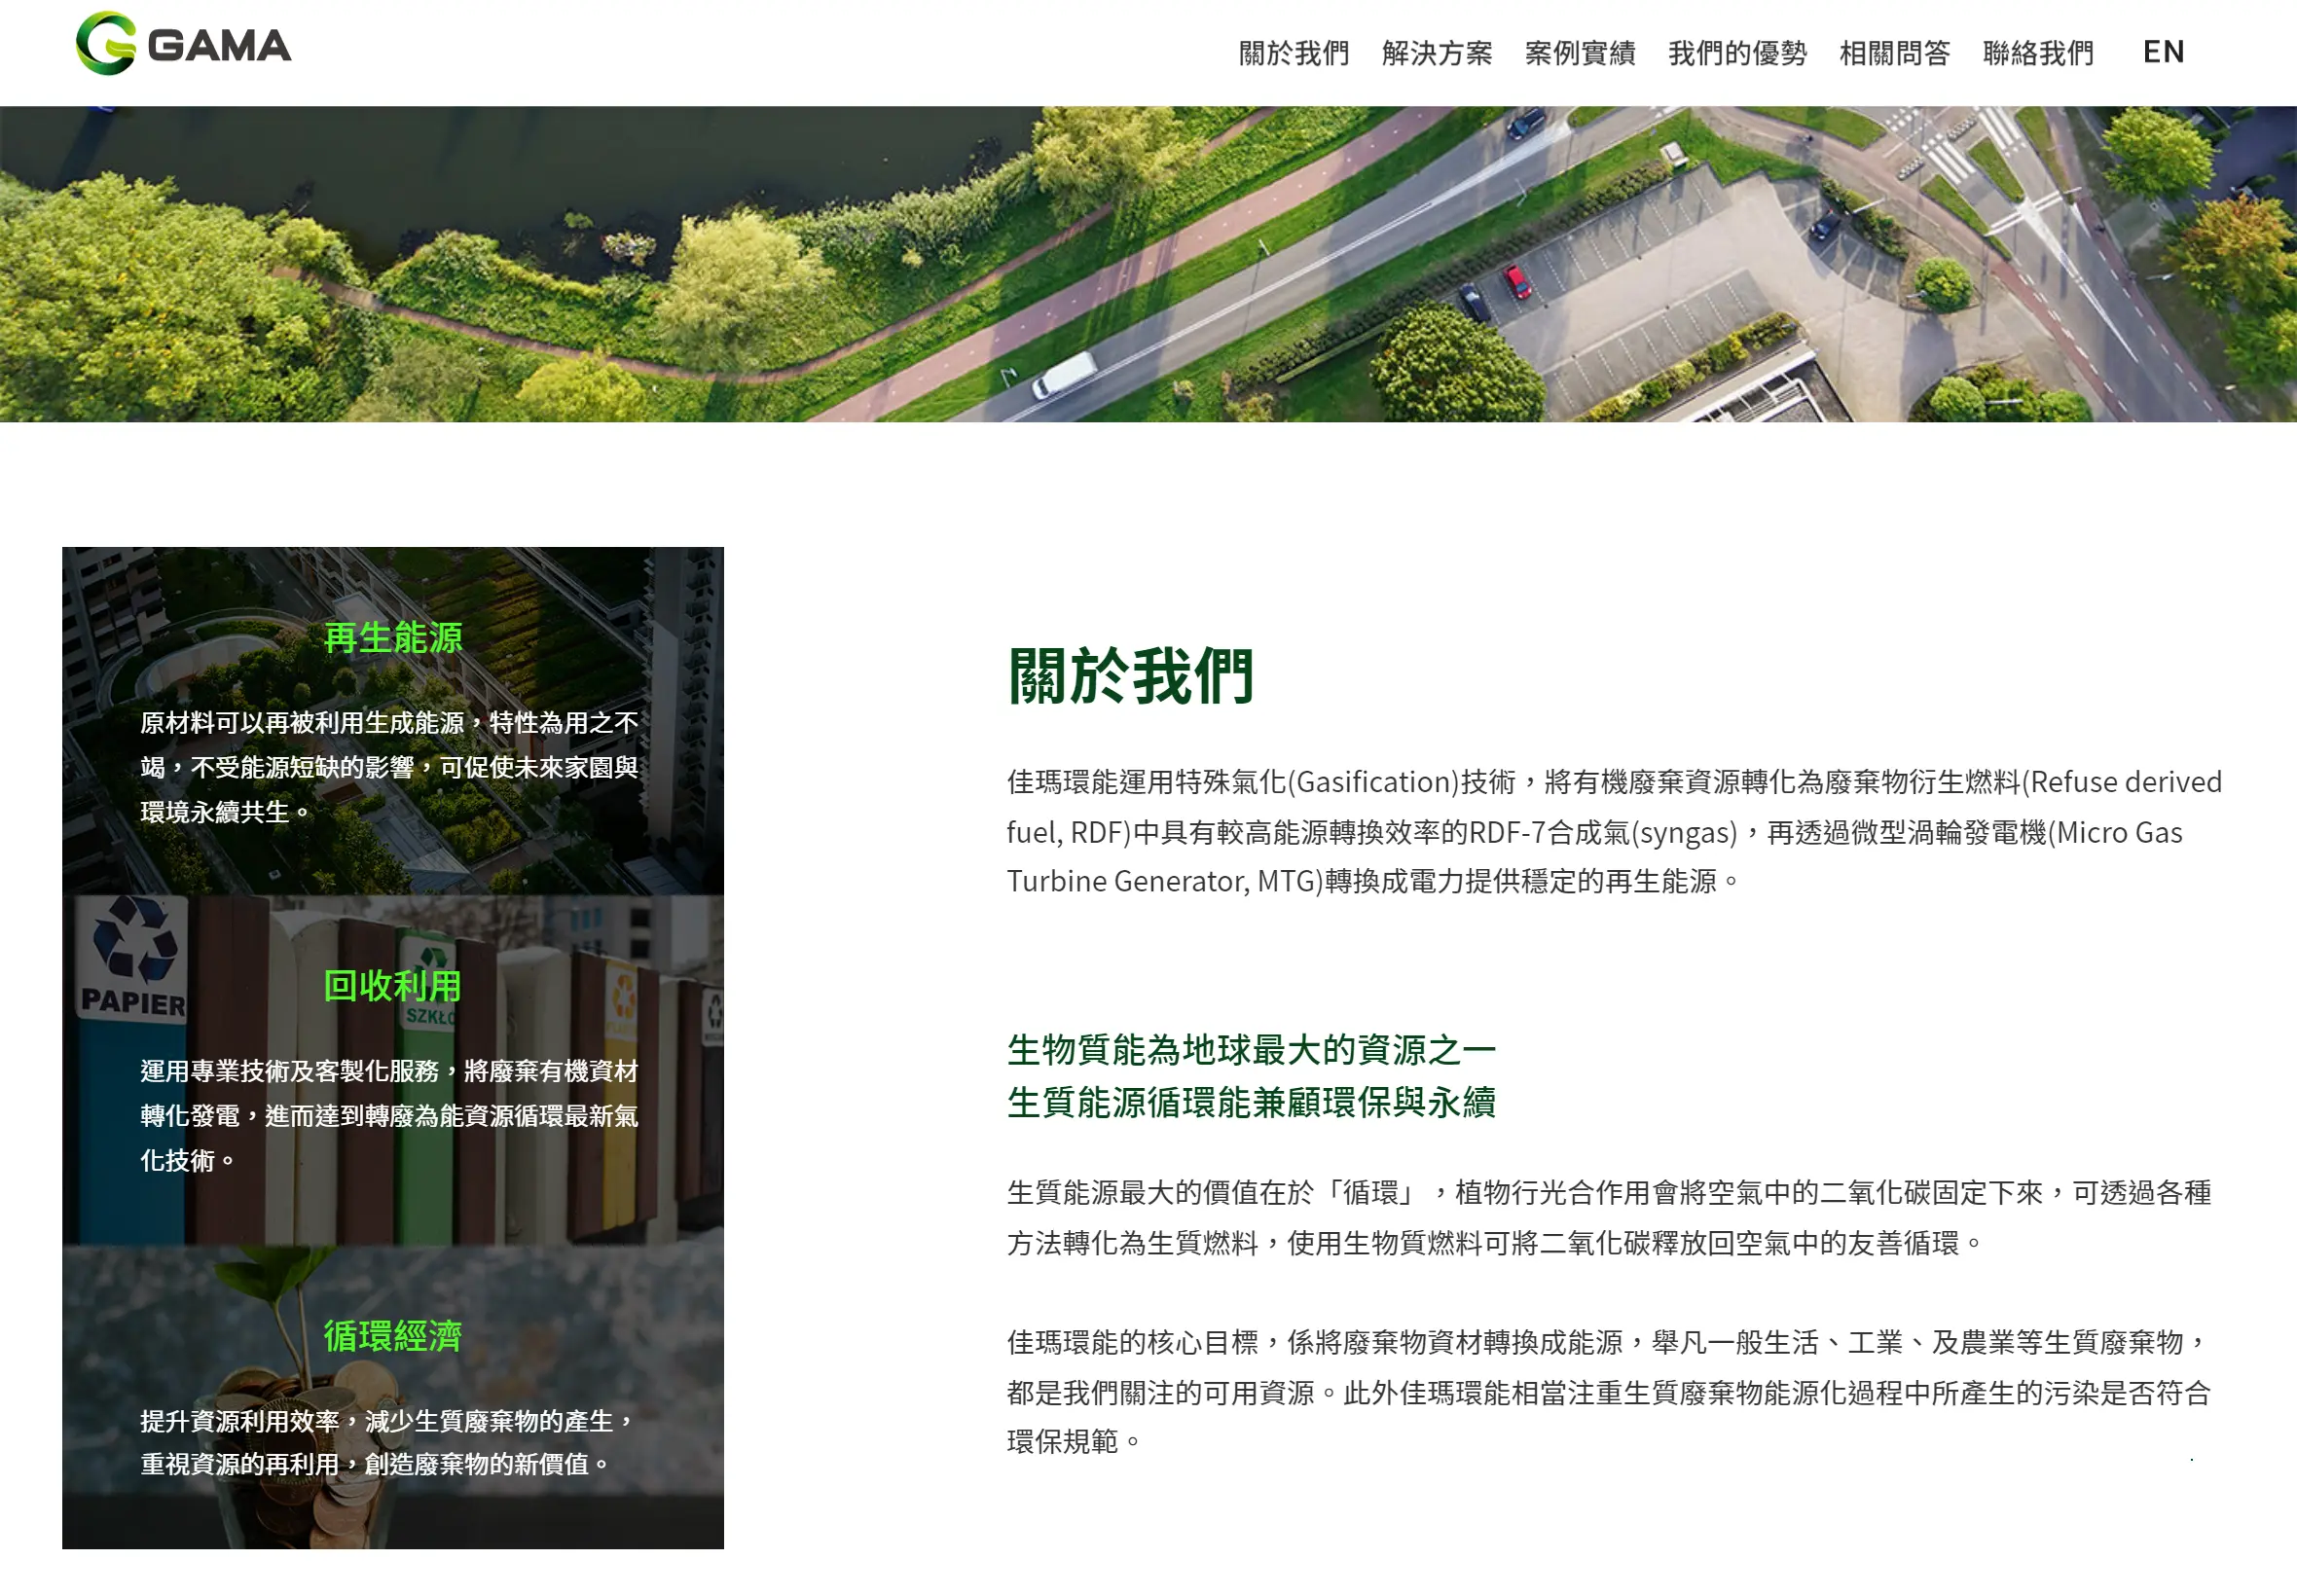 GAMA
關於我們 解決方案 案例實績 我們的優勢 相關問答 聯絡我們 EN
再生能源
原材料可以再被利用生成能源，特性為用之不
竭，不受能源短缺的影響，可促使未來家園與
環境永續共生。
PAPIER
回收利用
SZKŁO
運用專業技術及客製化服務，將廢棄有機資材
轉化發電，進而達到轉廢為能資源循環最新氣
化技術。
循環經濟
提升資源利用效率，減少生質廢棄物的產生，
重視資源的再利用，創造廢棄物的新價值。
關於我們
佳瑪環能運用特殊氣化(Gasification)技術，將有機廢棄資源轉化為廢棄物衍生燃料(Refuse derived
fuel, RDF)中具有較高能源轉換效率的RDF-7合成氣(syngas)，再透過微型渦輪發電機(Micro Gas
Turbine Generator, MTG)轉換成電力提供穩定的再生能源。
生物質能為地球最大的資源之一
生質能源循環能兼顧環保與永續
生質能源最大的價值在於「循環」，植物行光合作用會將空氣中的二氧化碳固定下來，可透過各種
方法轉化為生質燃料，使用生物質燃料可將二氧化碳釋放回空氣中的友善循環。
佳瑪環能的核心目標，係將廢棄物資材轉換成能源，舉凡一般生活、工業、及農業等生質廢棄物，
都是我們關注的可用資源。此外佳瑪環能相當注重生質廢棄物能源化過程中所產生的污染是否符合
環保規範。